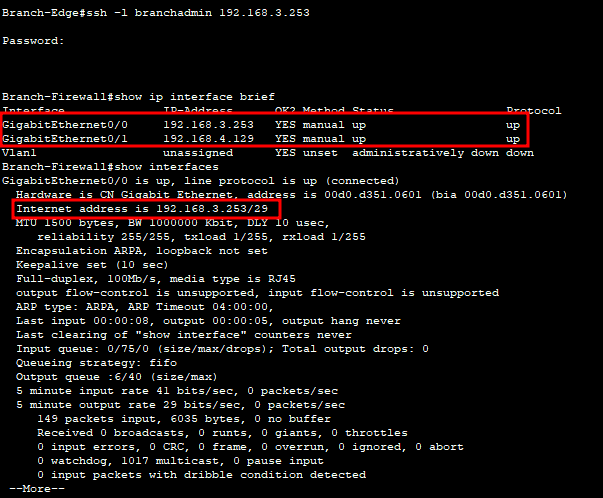 Branch-Edge#ssh -l branchadmin 192.168.3.253
Password:
Branch-Firewall#show ip interface brief
Interface IP-Address OK? Method Status Protocol
GigabitEthernet0/0 192.168.3.253 YES manual up up
GigabitEthernet0/1 192.168.4.129 YES manual up up
Vlan1 unassigned YES unset administratively down down
Branch-Firewall#show interfaces
GigabitEthernet0/0 is up, line protocol is up (connected)
Hardware is CN Gigabit Ethernet, address is 00d0.d351.0601 (bia 00d0.d351.0601)
Internet address is 192.168.3.253/29
MTU 1500 bytes, BW 1000000 Kbit, DLY 10 usec,
reliability 255/255, txload 1/255, rxload 1/255
Encapsulation ARPA, loopback not set
Keepalive set (10 sec)
Full-duplex, 100Mb/s, media type is RJ45
output flow-control is unsupported, input flow-control is unsupported
ARP type: ARPA, ARP Timeout 04:00:00,
Last input 00:00:08, output 00:00:05, output hang never
Last clearing of "show interface" counters never
Input queue: 0/75/0 (size/max/drops); Total output drops: 0
Queueing strategy: fifo
Output queue :6/40 (size/max)
5 minute input rate 41 bits/sec, 0 packets/sec
5 minute output rate 29 bits/sec, 0 packets/sec
149 packets input, 6035 bytes, 0 no buffer
Received 0 broadcasts, 0 runts, 0 giants, 0 throttles
0 input errors, 0 CRC, 0 frame, 0 overrun, 0 ignored, 0 abort
0 watchdog, 1017 multicast, 0 pause input
0 input packets with dribble condition detected
--More--